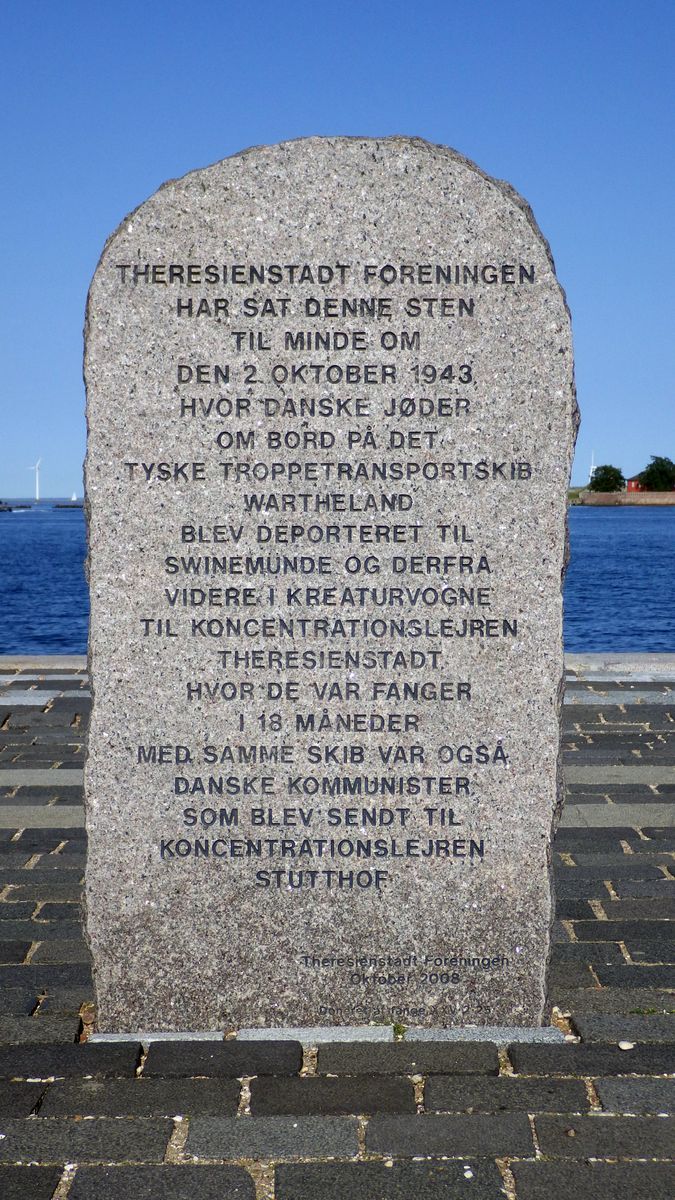 THERESIENSTADT FORENINGEN
HAR SAT DENNE STEN
TIL MINDE OM
DEN 2. OKTOBER 1943
HVOR DANSKE JØDER
OM BORD PÅ DET
TYSKE TROPPETRANSPORTSKIB
WARTHELAND
BLEV DEPORTERET TIL
SWINEMUNDE OG DERFRA
VIDERE I KREATURVOGNE
TIL KONCENTRATIONSLEJREN
THERESIENSTADT
HVOR DE VAR FANGER
I 18 MÅNEDER
MED SAMME SKIB VAR OGSÅ
DANSKE KOMMUNISTER
SOM BLEV SENDT TIL
KONCENTRATIONSLEJREN
STUTTHOF
Theresienstadt Foreningen
Oktober 2008